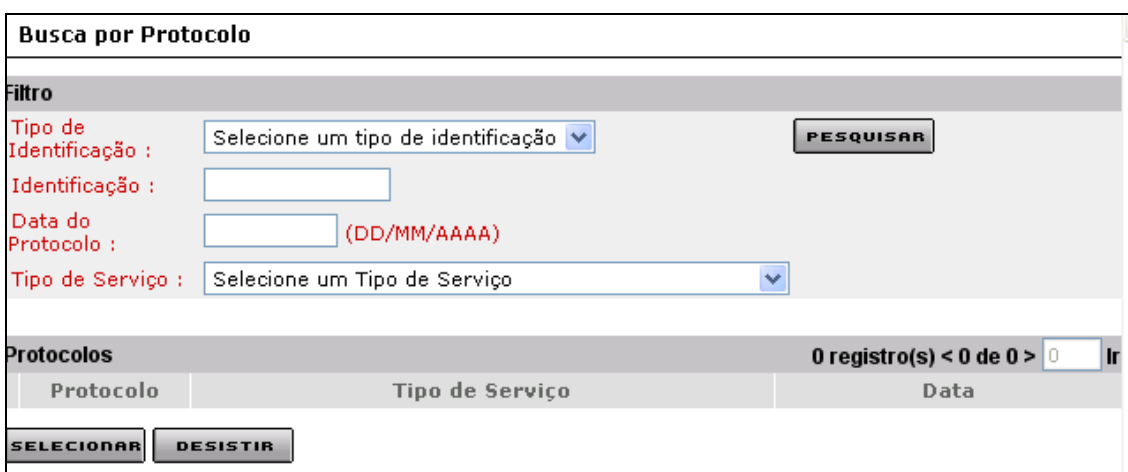 Busca por Protocolo
Filtro
Tipo de
Identificação : Selecione um tipo de identificação PESQUISAR
Identificação :
Data do
Protocolo : (DD/MM/AAAA)
Tipo de Serviço : Selecione um Tipo de Serviço
Protocolos 0 registro(s) < 0 de 0 > 0 Ir
Protocolo Tipo de Serviço Data
SELECIONAR DESISTIR